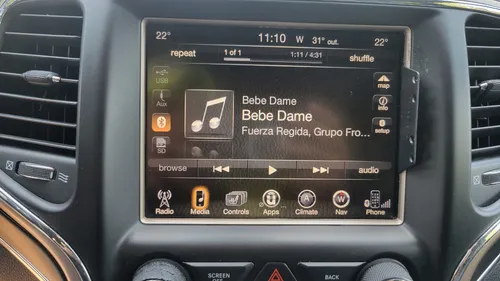 22° 11:10 W 31° out. 22°
repeat 1 of 1 1:11 / 4:31 shuffle
USB
Aux
SD
Bebe Dame
Bebe Dame
Fuerza Regida, Grupo Fro...
map
info
setup
browse audio
Radio Media Controls Apps Climate Nav Phone
SCREEN OFF BACK